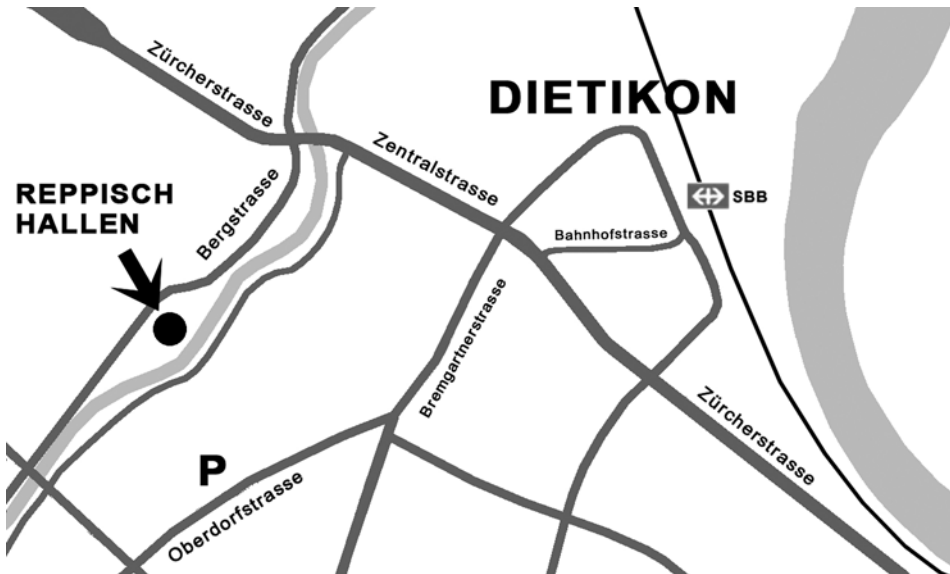 Zürcherstrasse
DIETIKON
Zentralstrasse
REPPISCH
HALLEN
Bergstrasse
SBB
Bahnhofstrasse
Bremgartnerstrasse
Zürcherstrasse
P
Oberdorfstrasse